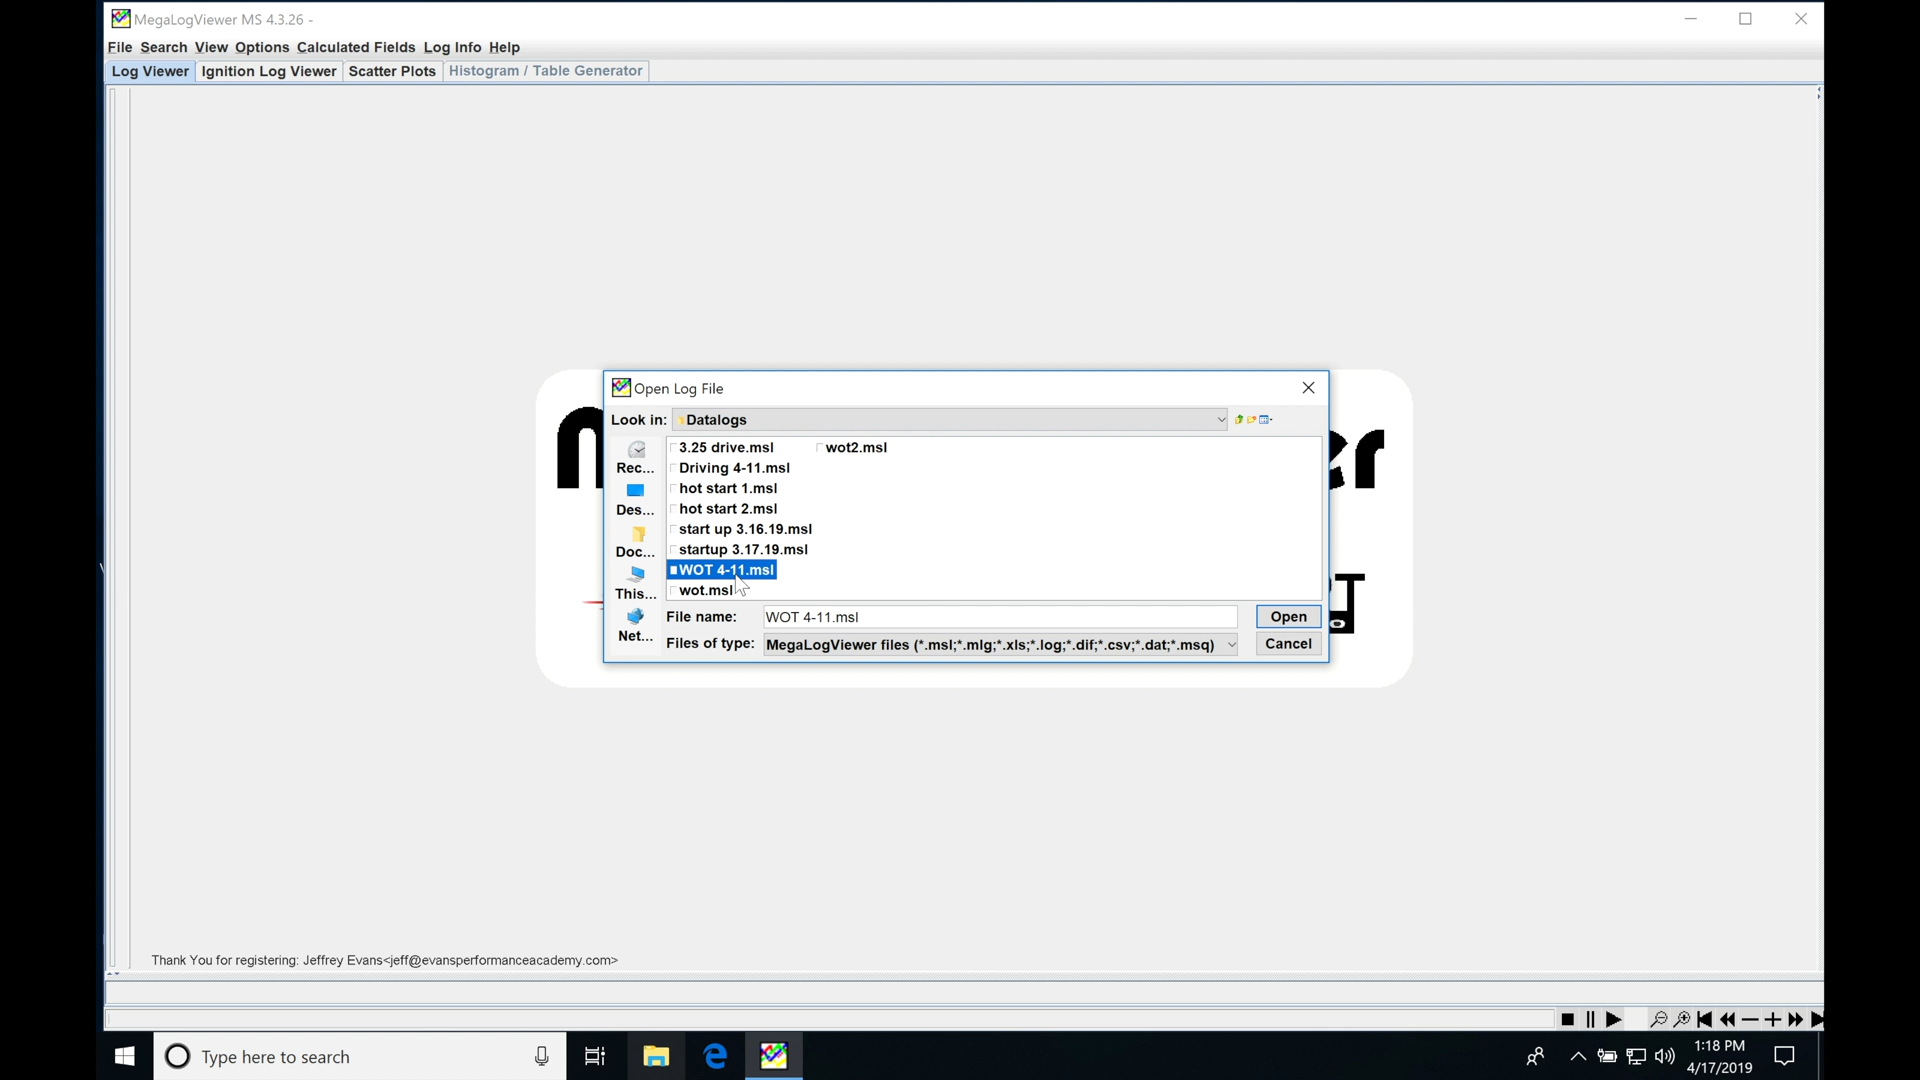 MegaLogViewer MS 4.3.26 -
File Search View Options Calculated Fields Log Info Help
Log Viewer Ignition Log Viewer Scatter Plots Histogram / Table Generator
Open Log File
Look in: Datalogs
3.25 drive.msl wot2.msl
Rec... Driving 4-11.msl
hot start 1.msl
Des... hot start 2.msl
start up 3.16.19.msl
Doc... startup 3.17.19.msl
WOT 4-11.msl
This... wot.msl
File name: WOT 4-11.msl Open
Net... Files of type: MegaLogViewer files (*.msl;*.mlg;*.xls;*.log;*.dif;*.csv;*.dat;*.msq) Cancel
Thank You for registering: Jeffrey Evans<jeff@evansperformanceacademy.com>
Type here to search
1:18 PM
4/17/2019